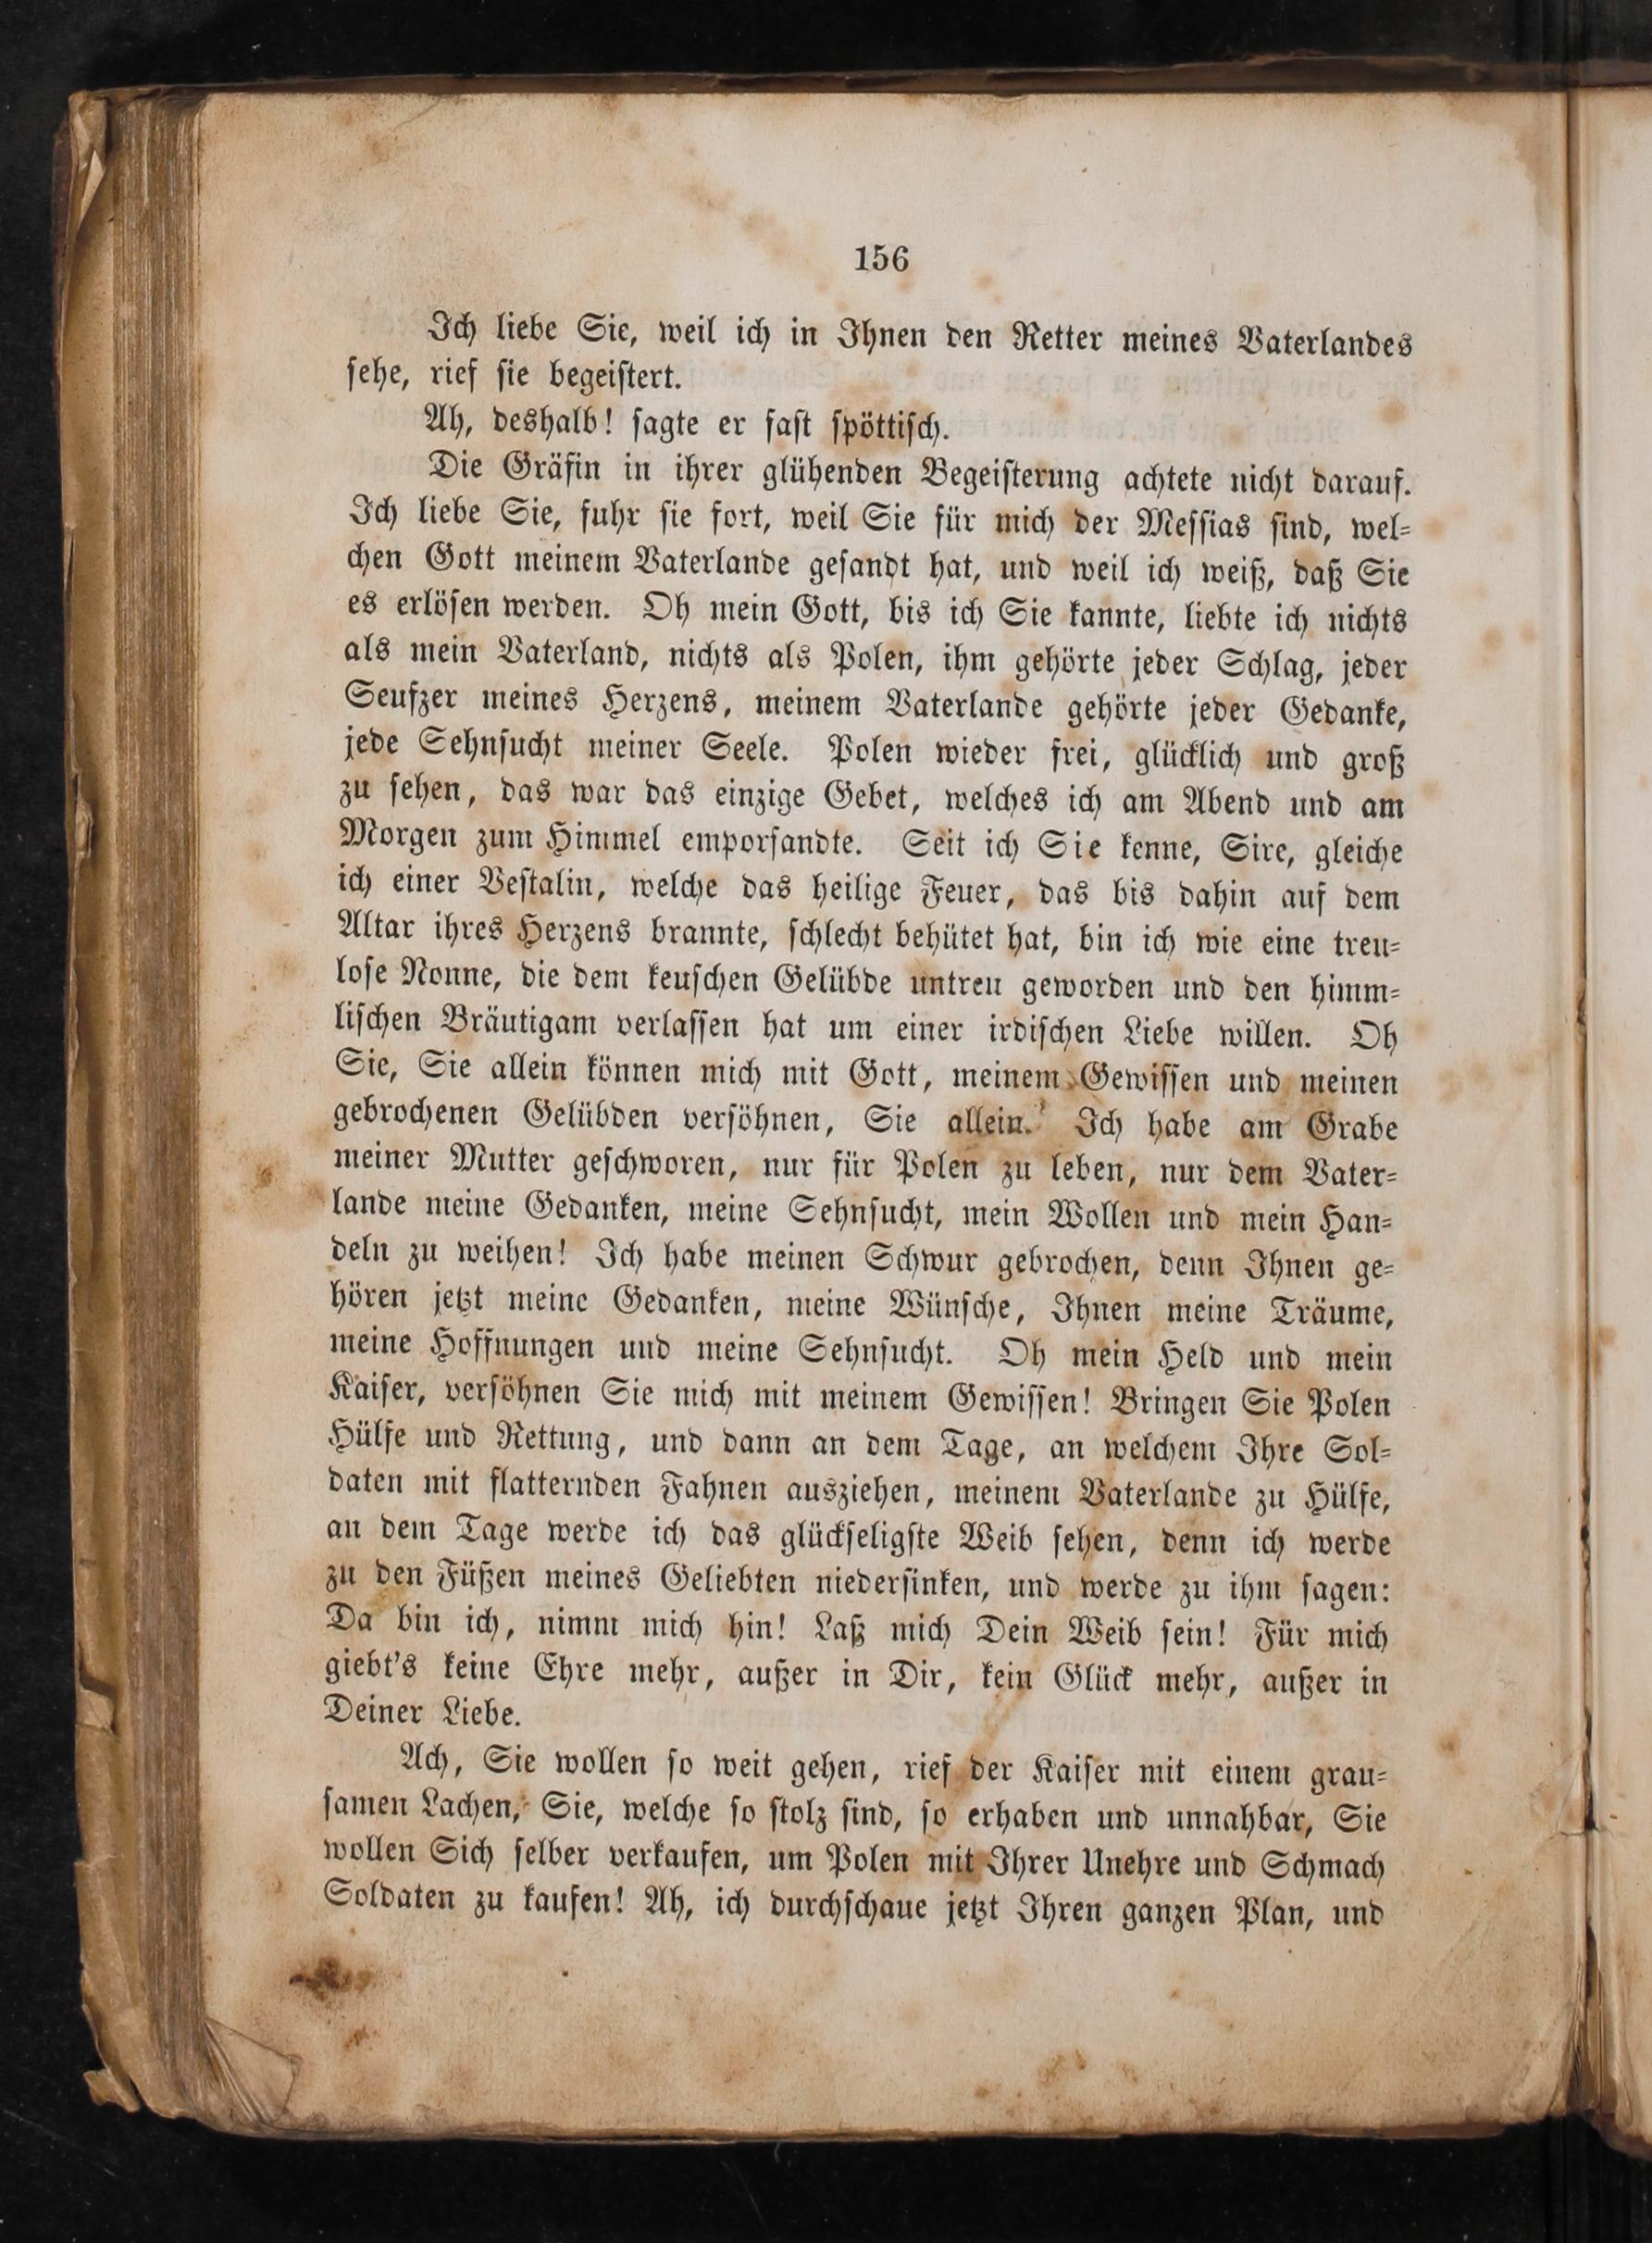 156
Ich liebe Sie, weil ich in Ihnen den Retter meines Vaterlandes
sehe, rief sie begeistert.
Ah, deshalb! sagte er fast spöttisch.
Die Gräfin in ihrer glühenden Begeisterung achtete nicht darauf.
Ich liebe Sie, fuhr sie fort, weil Sie für mich der Messias sind, wel-
chen Gott meinem Vaterlande gesandt hat, und weil ich weiß, daß Sie
es erlösen werden. Oh mein Gott, bis ich Sie kannte, liebte ich nichts
als mein Vaterland, nichts als Polen, ihm gehörte jeder Schlag, jeder
Seufzer meines Herzens, meinem Vaterlande gehörte jeder Gedanke,
jede Sehnsucht meiner Seele. Polen wieder frei, glücklich und groß
zu sehen, das war das einzige Gebet, welches ich am Abend und am
Morgen zum Himmel emporsandte. Seit ich Sie kenne, Sire, gleiche
ich einer Vestalin, welche das heilige Feuer, das bis dahin auf dem
Altar ihres Herzens brannte, schlecht behütet hat, bin ich wie eine treu-
lose Nonne, die dem keuschen Gelübde untreu geworden und den himm-
lischen Bräutigam verlassen hat um einer irdischen Liebe willen. Oh
Sie, Sie allein können mich mit Gott, meinem Gewissen und meinen
gebrochenen Gelübden versöhnen, Sie allein. Ich habe am Grabe
meiner Mutter geschworen, nur für Polen zu leben, nur dem Vater-
lande meine Gedanken, meine Sehnsucht, mein Wollen und mein Han-
deln zu weihen! Ich habe meinen Schwur gebrochen, denn Ihnen ge-
hören jetzt meine Gedanken, meine Wünsche, Ihnen meine Träume,
meine Hoffnungen und meine Sehnsucht. Oh mein Held und mein
Kaiser, versöhnen Sie mich mit meinem Gewissen! Bringen Sie Polen
Hülfe und Rettung, und dann an dem Tage, an welchem Ihre Sol-
daten mit flatternden Fahnen ausziehen, meinem Vaterlande zu Hülfe,
an dem Tage werde ich das glückseligste Weib sehen, denn ich werde
zu den Füßen meines Geliebten niedersinken, und werde zu ihm sagen:
Da bin ich, nimm mich hin! Laß mich Dein Weib sein! Für mich
giebt's keine Ehre mehr, außer in Dir, kein Glück mehr, außer in
Deiner Liebe.
Ach, Sie wollen so weit gehen, rief der Kaiser mit einem grau-
samen Lachen, Sie, welche so stolz sind, so erhaben und unnahbar, Sie
wollen Sich selber verkaufen, um Polen mit Ihrer Unehre und Schmach
Soldaten zu kaufen! Ah, ich durchschaue jetzt Ihren ganzen Plan, und